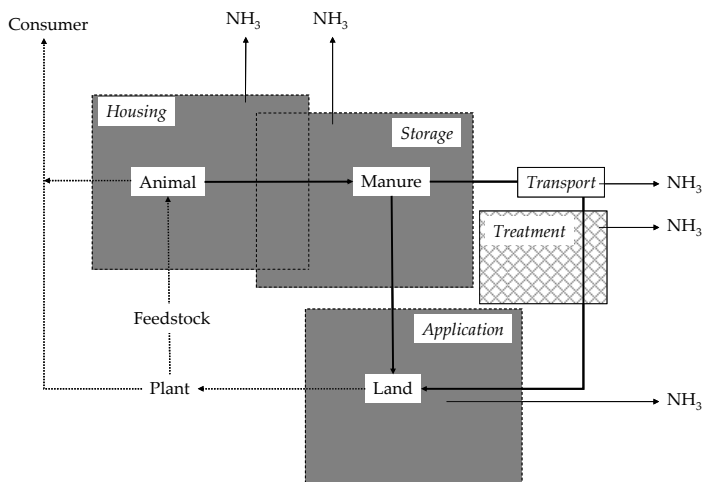 Consumer
NH₃
NH₃
Housing
Storage
Animal
Manure
Transport
NH₃
Treatment
NH₃
Feedstock
Application
Plant
Land
NH₃